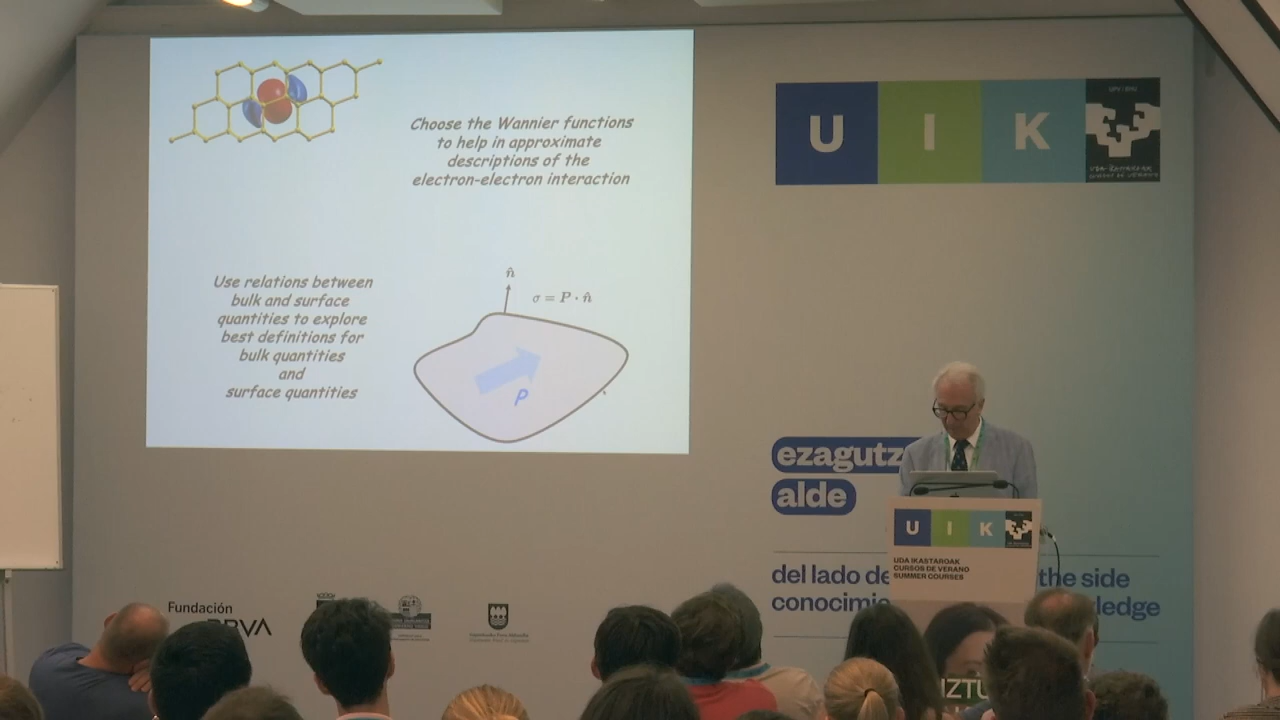 Choose the Wannier functions
to help in approximate
descriptions of the
electron-electron interaction
Use relations between
bulk and surface
quantities to explore
best definitions for
bulk quantities
and
surface quantities
n̂
σ = P · n̂
P
U I K
ezagutz
alde
U I K
UDA IKASTAROAK
CURSOS DE VERANO
SUMMER COURSES
del lado de
conocimie
the side
Fundación
BBVA